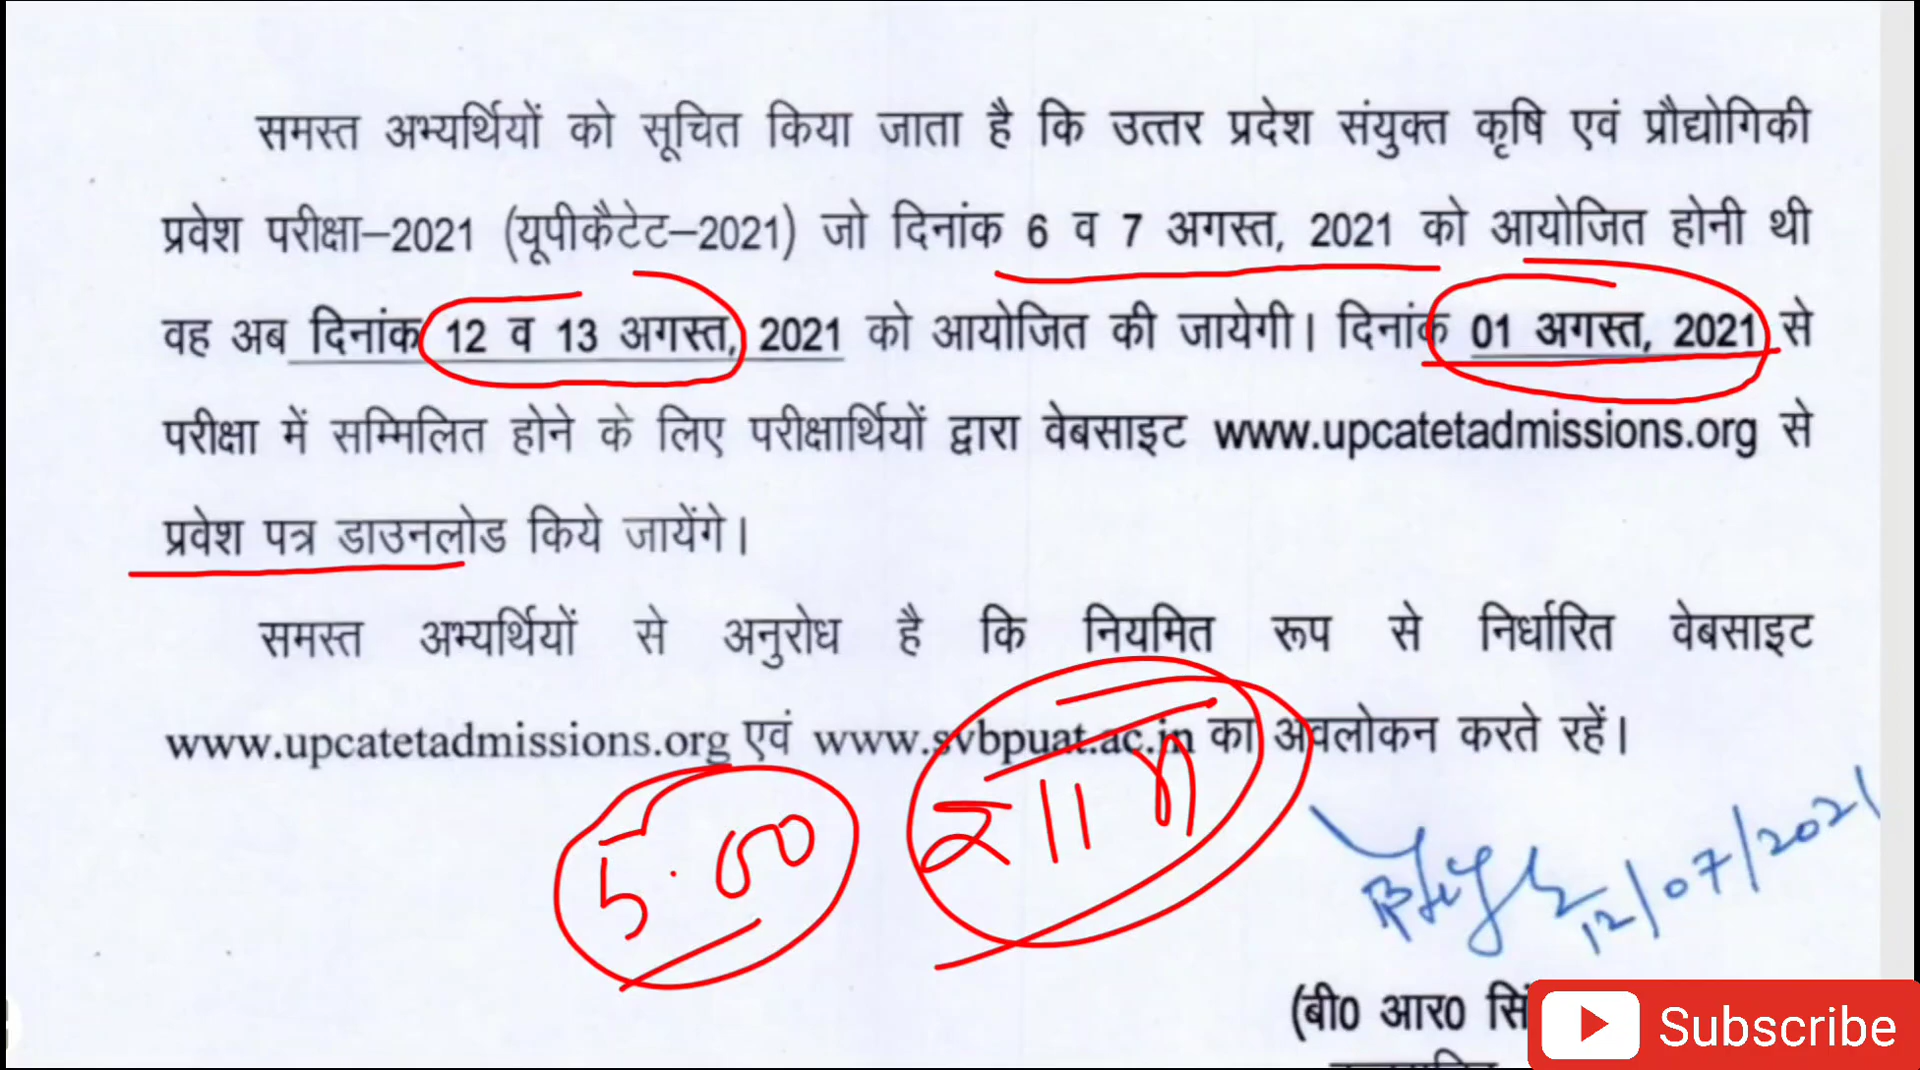 समस्त अभ्यर्थियों को सूचित किया जाता है कि उत्तर प्रदेश संयुक्त कृषि एवं प्रौद्योगिकी
प्रवेश परीक्षा–2021 (यूपीकैटेट–2021) जो दिनांक 6 व 7 अगस्त, 2021 को आयोजित होनी थी
वह अब दिनांक 12 व 13 अगस्त, 2021 को आयोजित की जायेगी। दिनांक 01 अगस्त, 2021 से
परीक्षा में सम्मिलित होने के लिए परीक्षार्थियों द्वारा वेबसाइट www.upcatetadmissions.org से
प्रवेश पत्र डाउनलोड किये जायेंगे।
समस्त अभ्यर्थियों से अनुरोध है कि नियमित रूप से निर्धारित वेबसाइट
www.upcatetadmissions.org एवं www.svbpuat.ac.in का अवलोकन करते रहें।
5.00
12/07/2021
(बी0 आर0
Subscribe